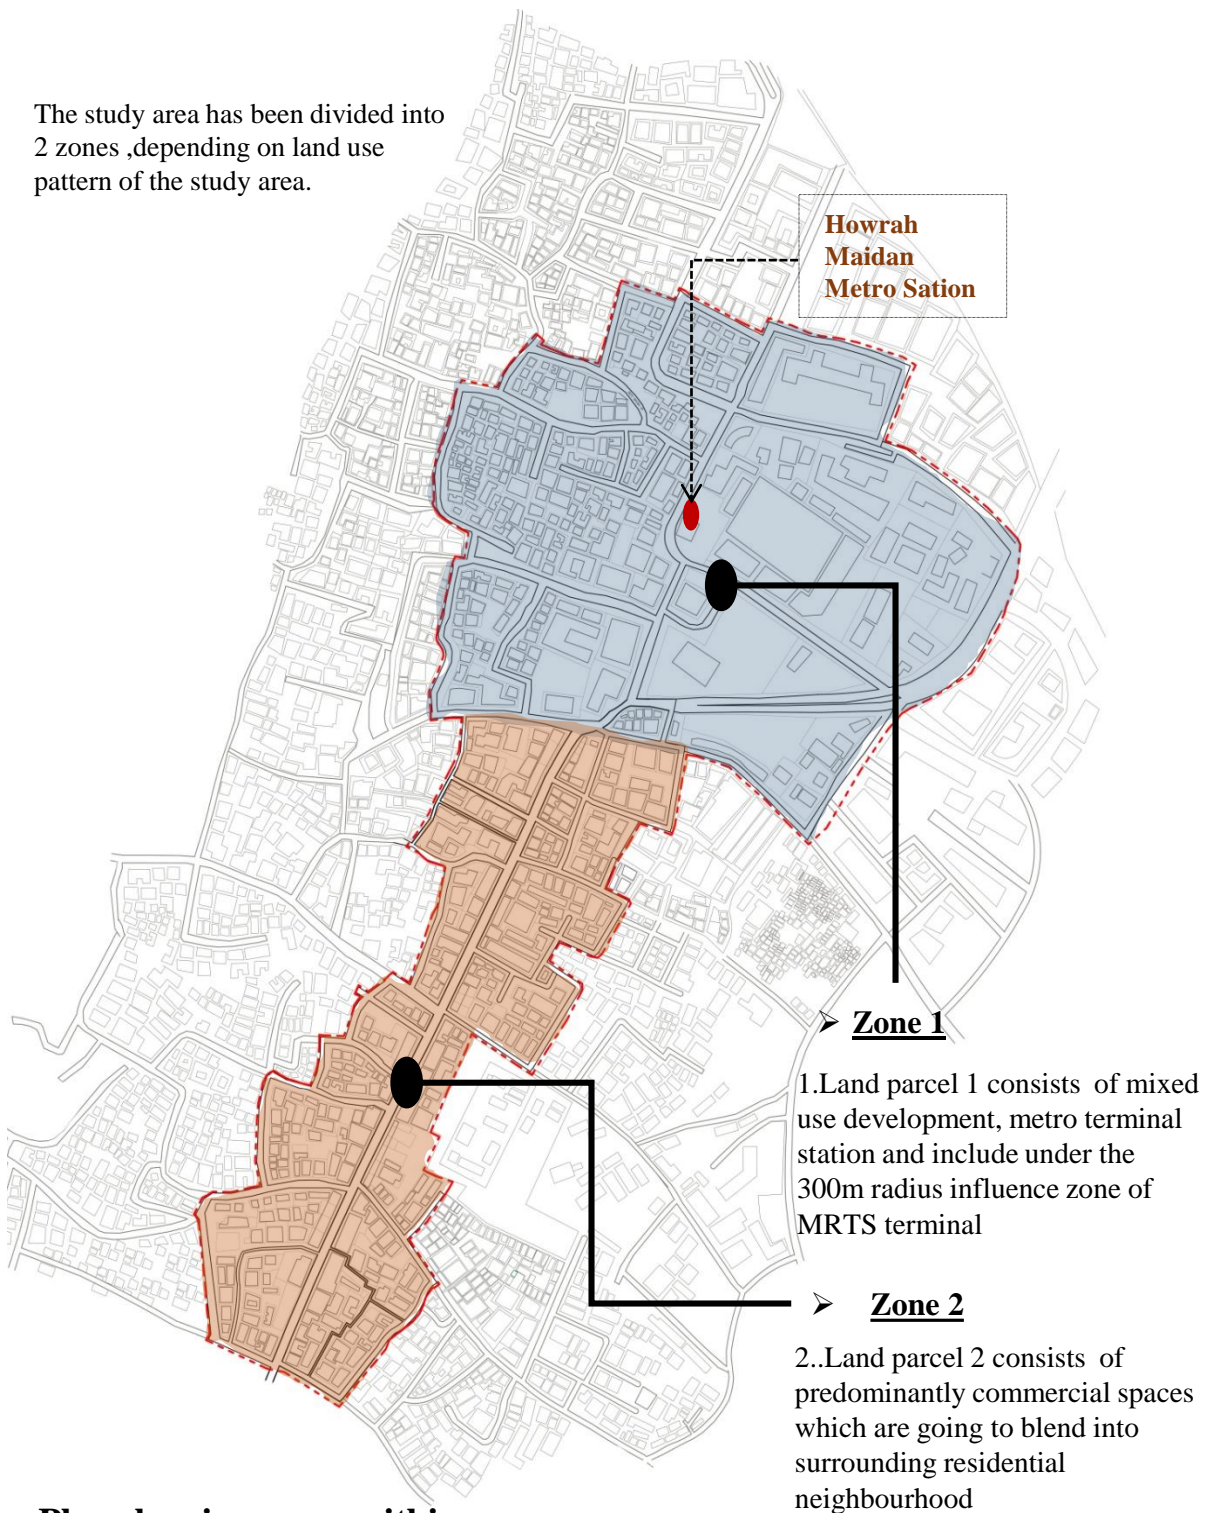 The study area has been divided into
2 zones ,depending on land use
pattern of the study area.
Howrah
Maidan
Metro Sation
➢ Zone 1
1.Land parcel 1 consists of mixed
use development, metro terminal
station and include under the
300m radius influence zone of
MRTS terminal
➢ Zone 2
2..Land parcel 2 consists of
predominantly commercial spaces
which are going to blend into
surrounding residential
neighbourhood